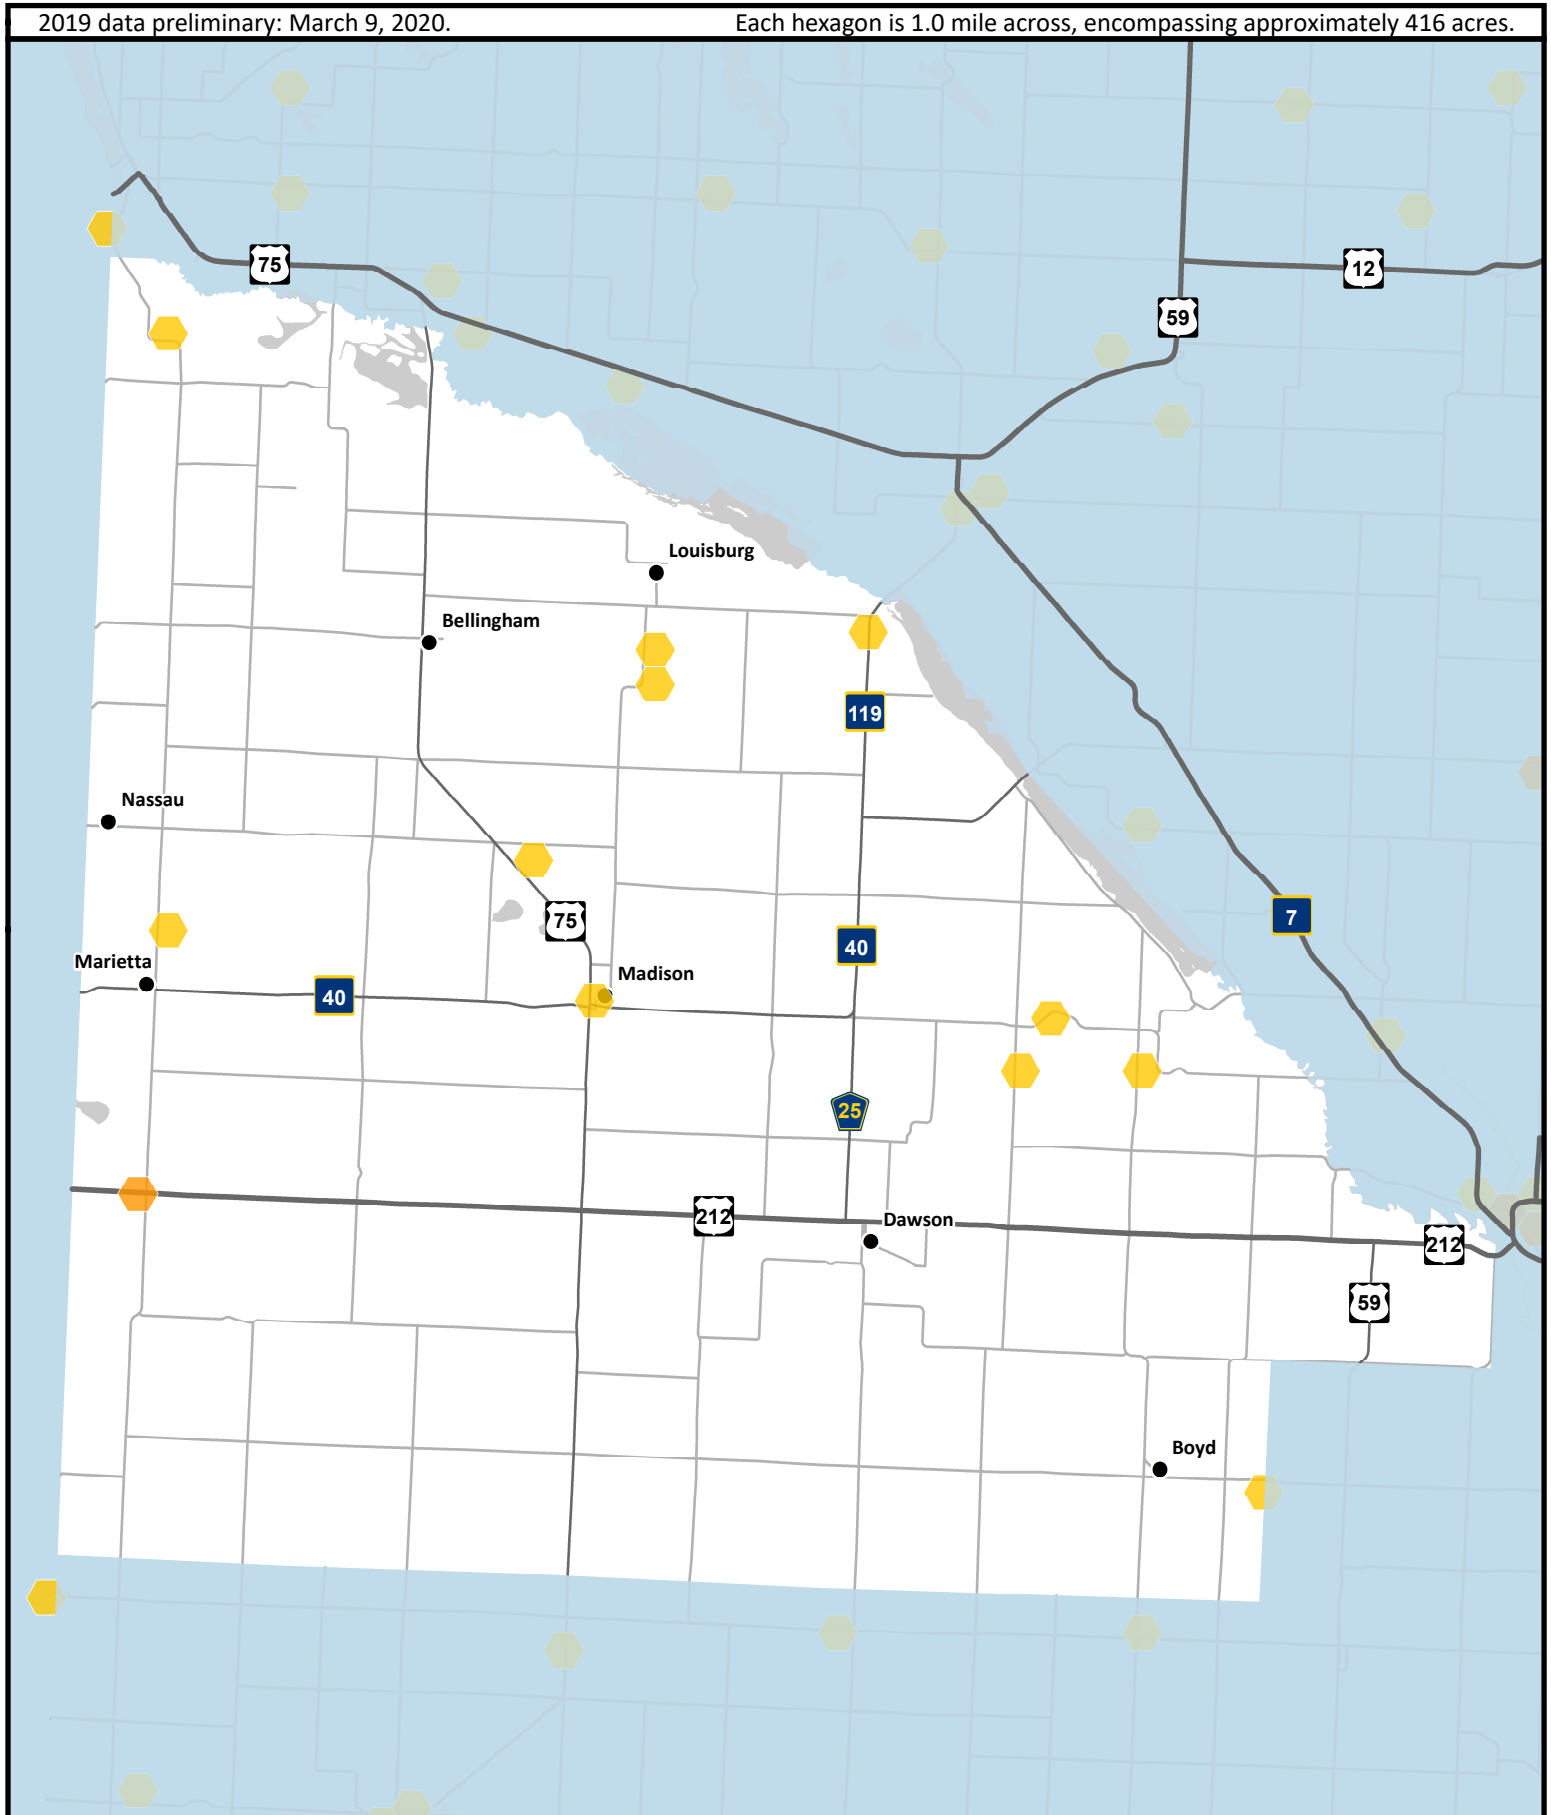 2019 data preliminary: March 9, 2020.
Each hexagon is 1.0 mile across, encompassing approximately 416 acres.
75
12
59
Louisburg
Bellingham
119
Nassau
7
75
40
Marietta
Madison
40
25
212
Dawson
212
59
Boyd